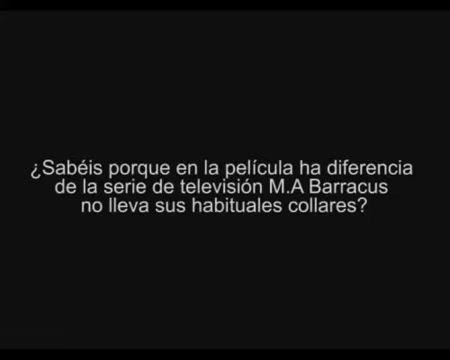 ¿Sabéis porque en la película ha diferencia
de la serie de televisión M.A Barracus
no lleva sus habituales collares?